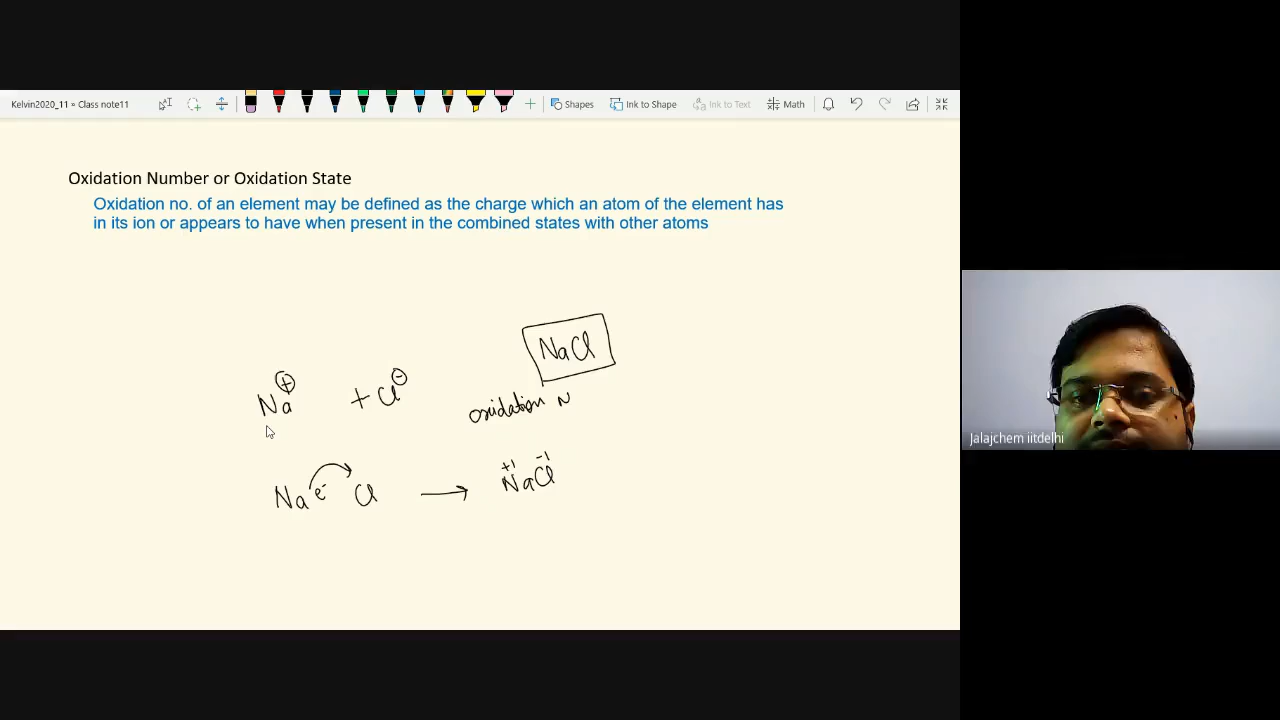 Kelvin2020_11 » Class note11
Shapes
Ink to Shape
Ink to Text
Math
Oxidation Number or Oxidation State
Oxidation no. of an element may be defined as the charge which an atom of the element has
in its ion or appears to have when present in the combined states with other atoms
NaCl
Na⊕ + Cl⊖
oxidation N
Na e⁻ Cl → Na⁺¹Cl⁻¹
Jalajchem iitdelhi